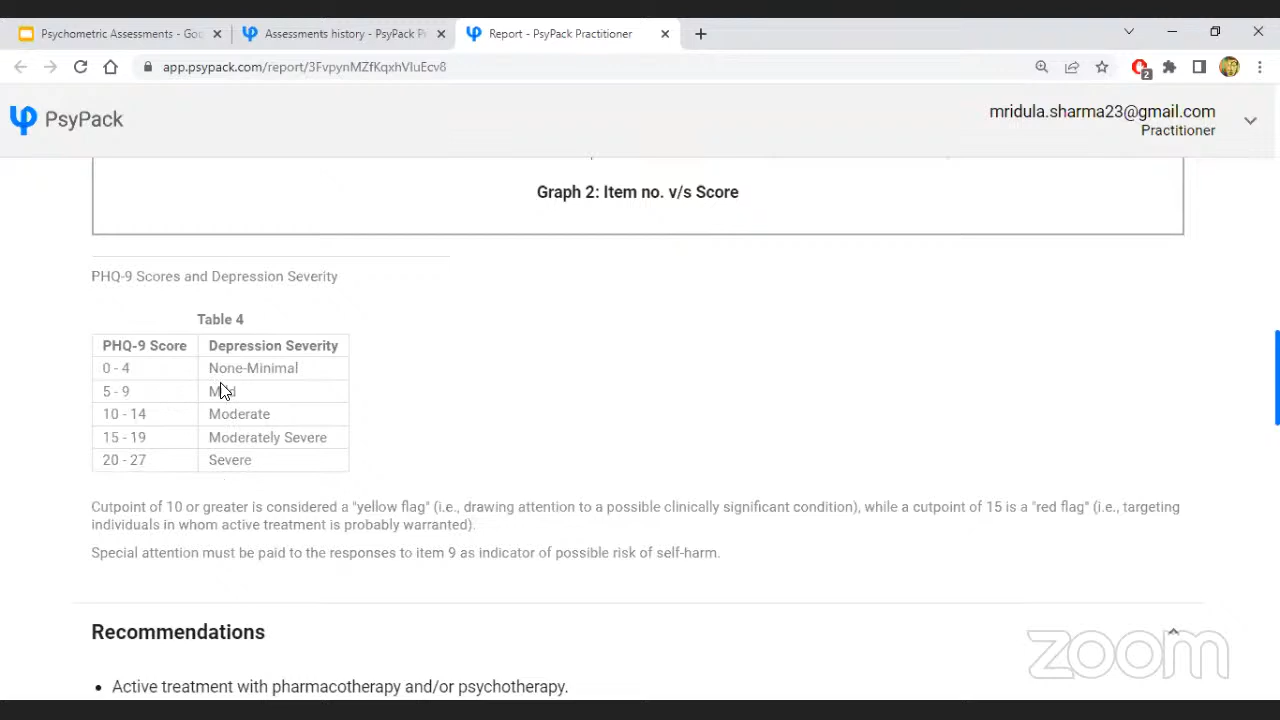 Psychometric Assessments - Goo
Assessments history - PsyPack P
Report - PsyPack Practitioner
app.psypack.com/report/3FvpynMZfKqxhVluEcv8
2
PsyPack
mridula.sharma23@gmail.com
Practitioner
Graph 2: Item no. v/s Score
PHQ-9 Scores and Depression Severity
Table 4
PHQ-9 Score Depression Severity
0 - 4 None-Minimal
5 - 9
10 - 14 Moderate
15 - 19 Moderately Severe
20 - 27 Severe
Cutpoint of 10 or greater is considered a "yellow flag" (i.e., drawing attention to a possible clinically significant condition), while a cutpoint of 15 is a "red flag" (i.e., targeting
individuals in whom active treatment is probably warranted).
Special attention must be paid to the responses to item 9 as indicator of possible risk of self-harm.
Recommendations
• Active treatment with pharmacotherapy and/or psychotherapy.
zoom